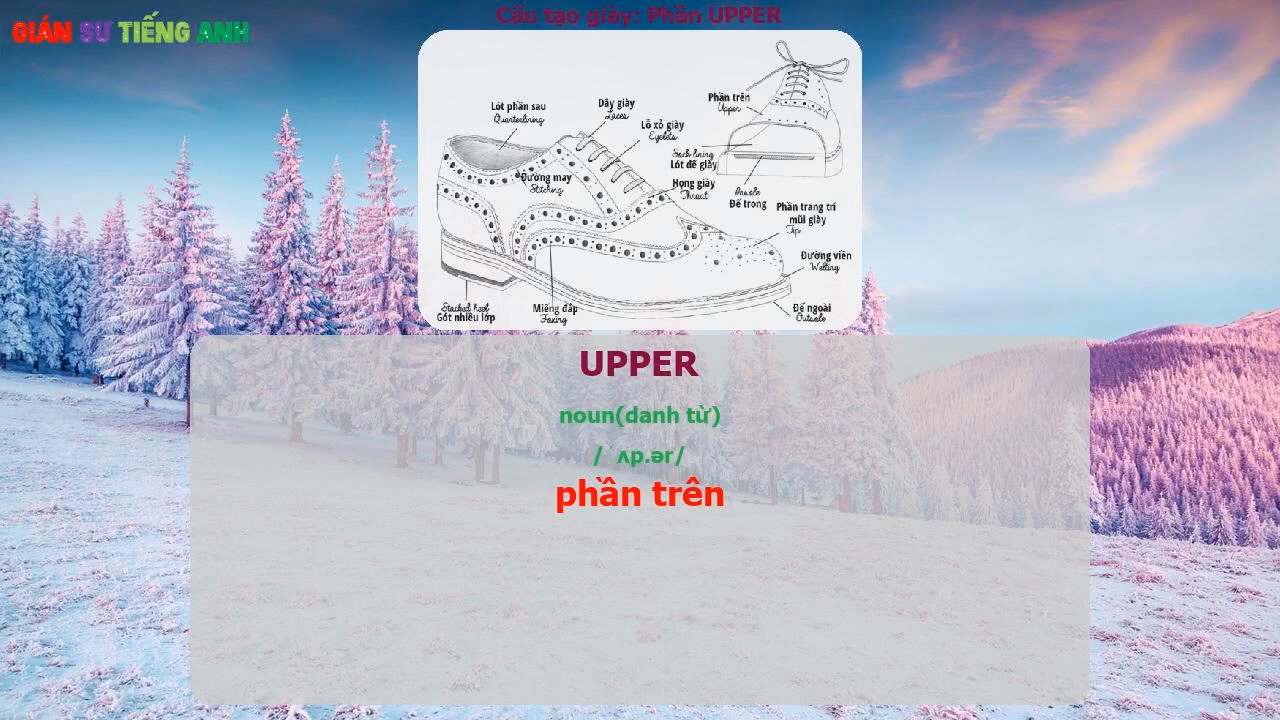 GIÁN SƯ TIẾNG ANH
Cấu tạo giày: Phần UPPER
Lót phần sau
Quarterlining
Dây giày
Laces
Lỗ xỏ giày
Eyelets
Phần trên
Upper
Sock lining
Lót đế giày
Đường may
Stitching
Họng giày
Throat
Insole
Đế trong
Phần trang trí
mũi giày
Tip
Đường viền
Welting
Stacked heel
Gót nhiều lớp
Miếng đắp
Foxing
Đế ngoài
Outsole
UPPER
noun(danh từ)
/ ʌp.ər/
phần trên